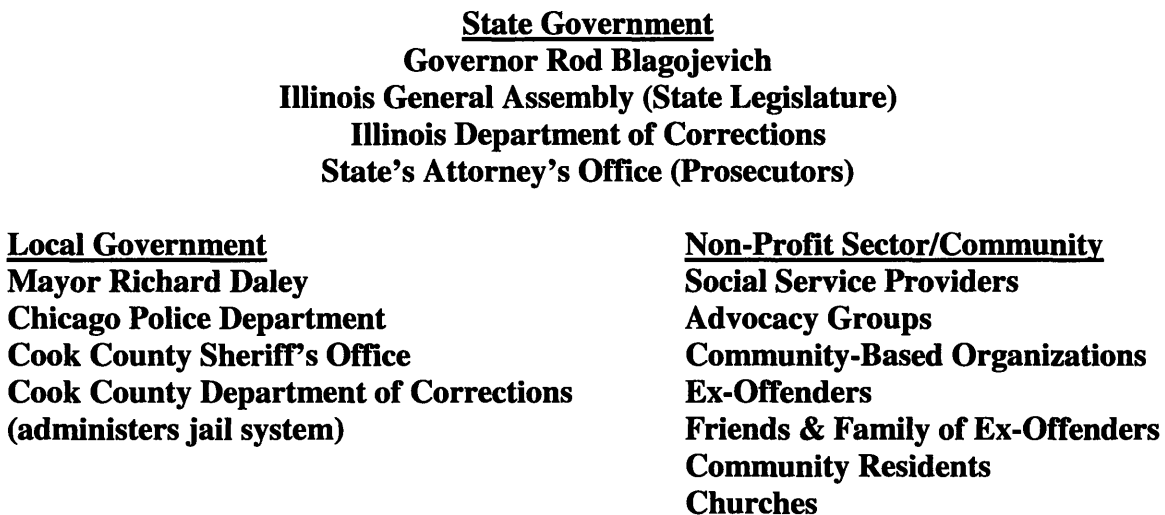 State Government
Governor Rod Blagojevich
Illinois General Assembly (State Legislature)
Illinois Department of Corrections
State's Attorney's Office (Prosecutors)
Local Government
Mayor Richard Daley
Chicago Police Department
Cook County Sheriff's Office
Cook County Department of Corrections
(administers jail system)
Non-Profit Sector/Community
Social Service Providers
Advocacy Groups
Community-Based Organizations
Ex-Offenders
Friends & Family of Ex-Offenders
Community Residents
Churches